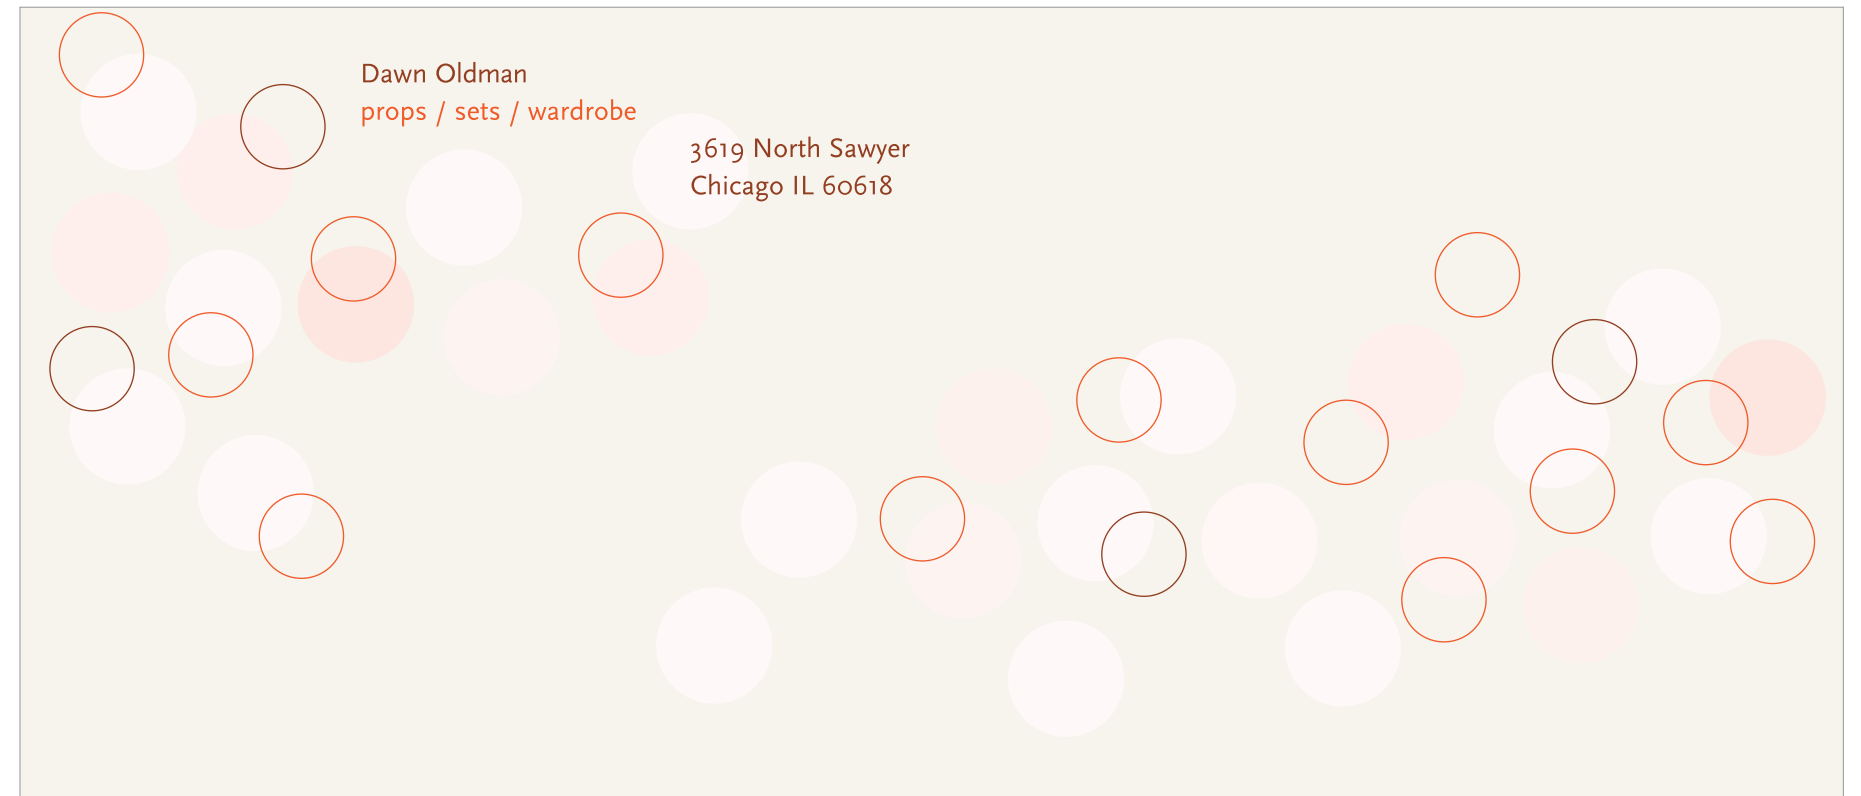 Dawn Oldman
props / sets / wardrobe
3619 North Sawyer
Chicago IL 60618